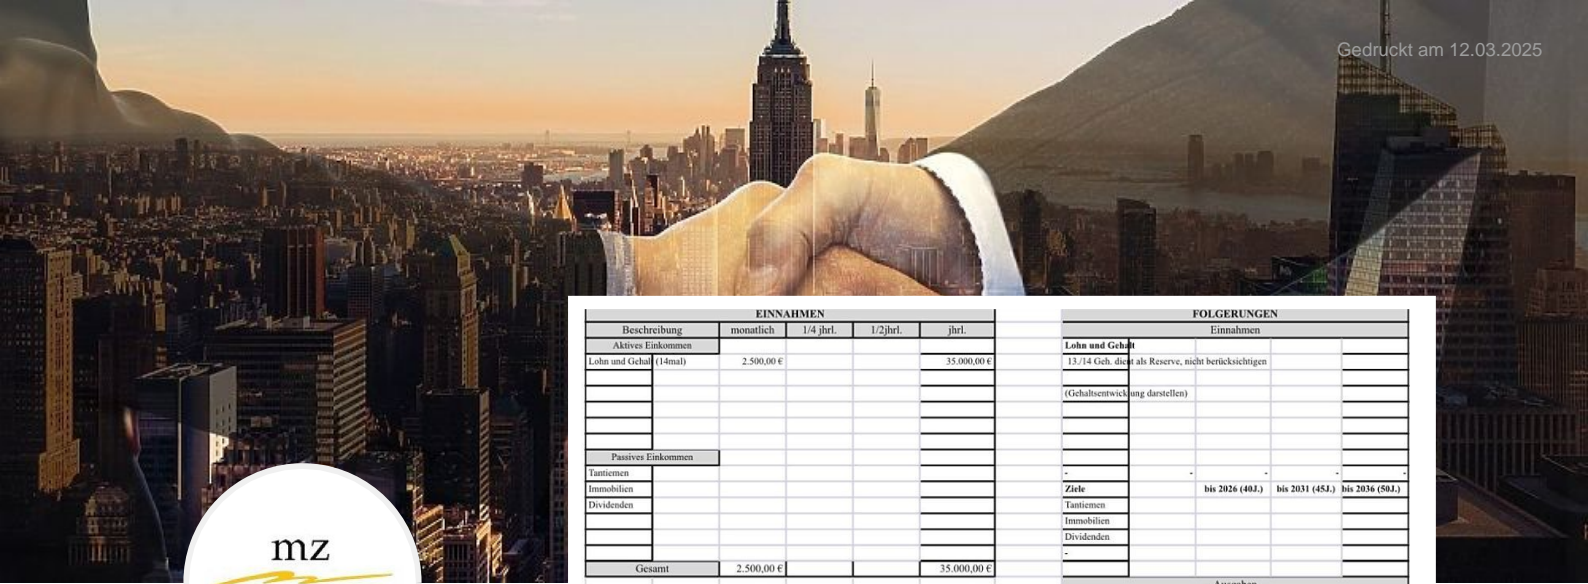 Gedruckt am 12.03.2025
EINNAHMEN
Beschreibung monatlich 1/4 jhrl. 1/2jhrl. jhrl.
Aktives Einkommen
Lohn und Gehalt (14mal) 2.500,00 € 35.000,00 €
Passives Einkommen
Tantiemen
Immobilien
Dividenden
Gesamt 2.500,00 € 35.000,00 €
FOLGERUNGEN
Einnahmen
Lohn und Gehalt
13./14 Geh. dient als Reserve, nicht berücksichtigen
(Gehaltsentwicklung darstellen)
- - - - -
Ziele bis 2026 (40J.) bis 2031 (45J.) bis 2036 (50J.)
Tantiemen
Immobilien
Dividenden
-
mz